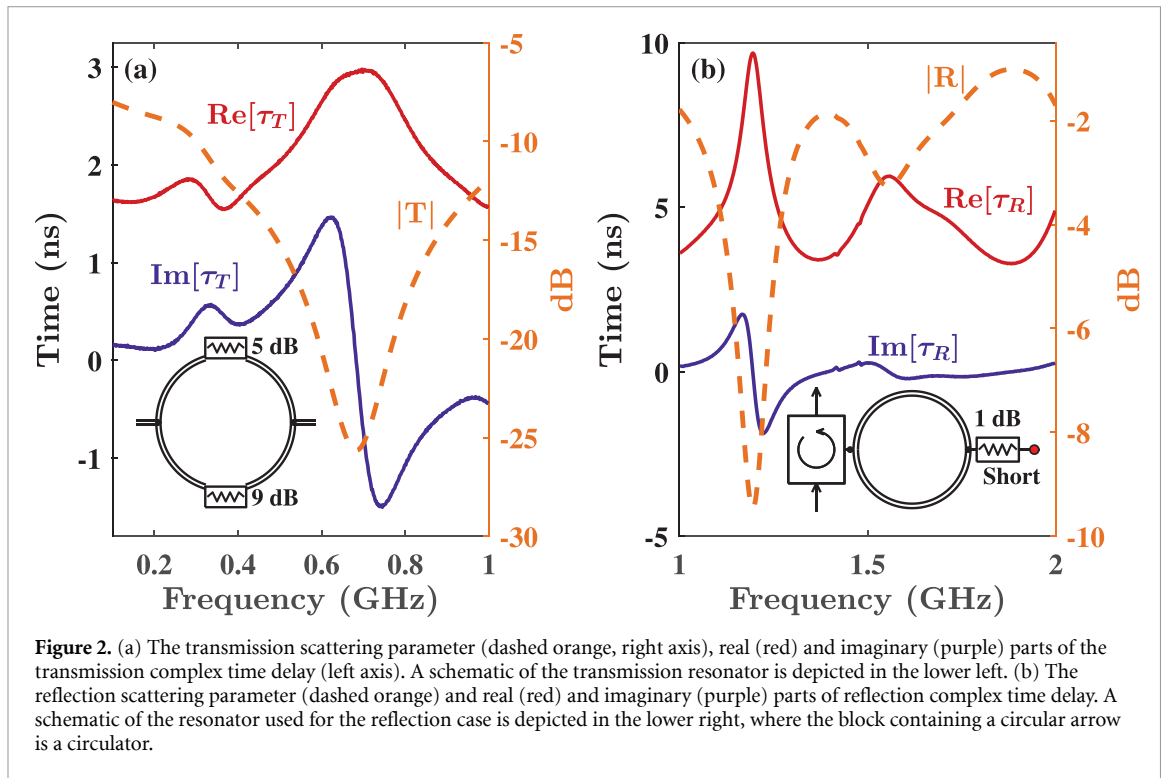 (a)
Re[τ_T]
|T|
Im[τ_T]
5 dB
9 dB
3
2
1
0
-1
Time (ns)
0.2 0.4 0.6 0.8 1
Frequency (GHz)
-5
-10
-15
-20
-25
-30
dB
(b)
|R|
Re[τ_R]
Im[τ_R]
1 dB
Short
10
5
0
-5
Time (ns)
1 1.5 2
Frequency (GHz)
-2
-4
-6
-8
-10
dB
Figure 2. (a) The transmission scattering parameter (dashed orange, right axis), real (red) and imaginary (purple) parts of the
transmission complex time delay (left axis). A schematic of the transmission resonator is depicted in the lower left. (b) The
reflection scattering parameter (dashed orange) and real (red) and imaginary (purple) parts of reflection complex time delay. A
schematic of the resonator used for the reflection case is depicted in the lower right, where the block containing a circular arrow
is a circulator.